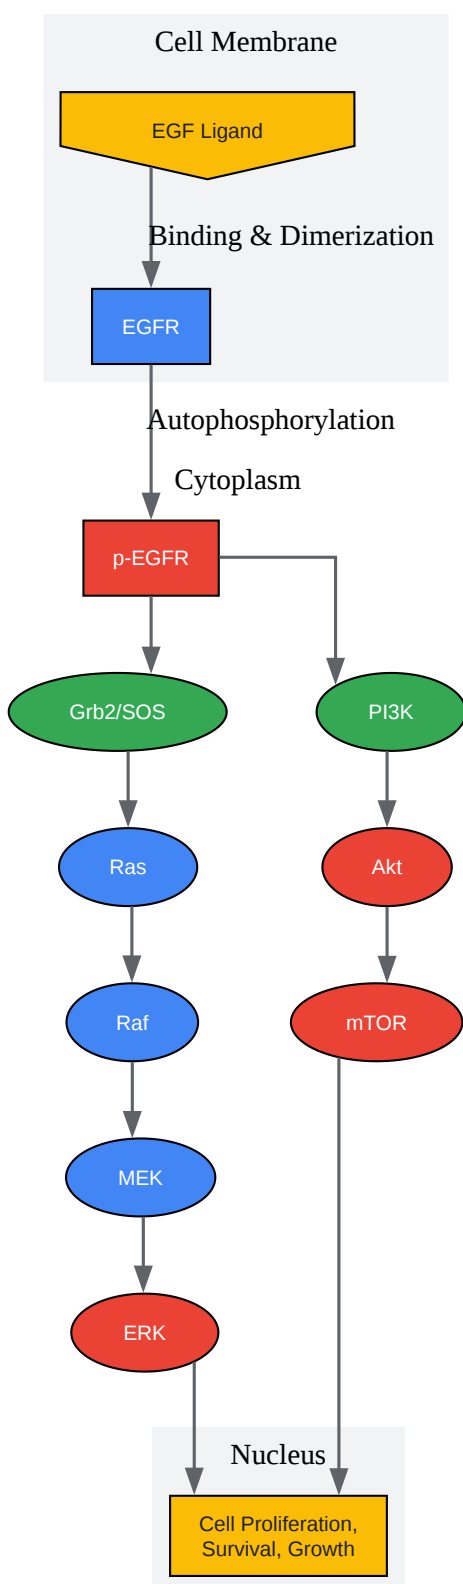 Cell Membrane
EGF Ligand
Binding & Dimerization
EGFR
Autophosphorylation
Cytoplasm
p-EGFR
Grb2/SOS
PI3K
Ras
Akt
Raf
mTOR
MEK
ERK
Nucleus
Cell Proliferation,
Survival, Growth